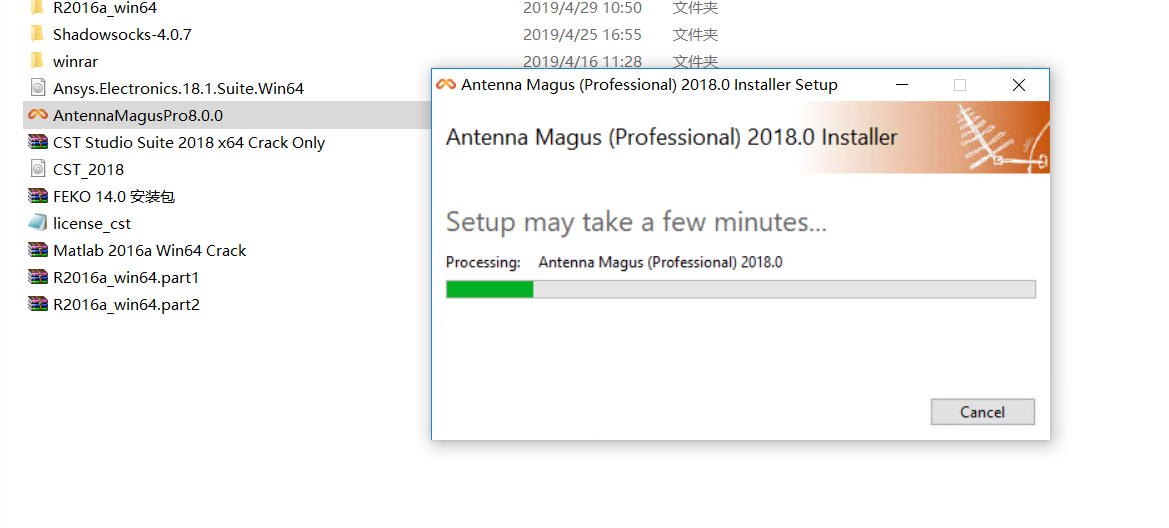 R2016a_win64 2019/4/29 10:50 文件夹
Shadowsocks-4.0.7 2019/4/25 16:55 文件夹
winrar 2019/4/16 11:28 文件夹
Ansys.Electronics.18.1.Suite.Win64
AntennaMagusPro8.0.0
CST Studio Suite 2018 x64 Crack Only
CST_2018
FEKO 14.0 安装包
license_cst
Matlab 2016a Win64 Crack
R2016a_win64.part1
R2016a_win64.part2
Antenna Magus (Professional) 2018.0 Installer Setup
Antenna Magus (Professional) 2018.0 Installer
Setup may take a few minutes...
Processing: Antenna Magus (Professional) 2018.0
Cancel